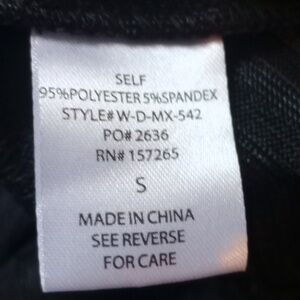 SELF
95%POLYESTER 5%SPANDEX
STYLE# W-D-MX-542
PO# 2636
RN# 157265
S
MADE IN CHINA
SEE REVERSE
FOR CARE